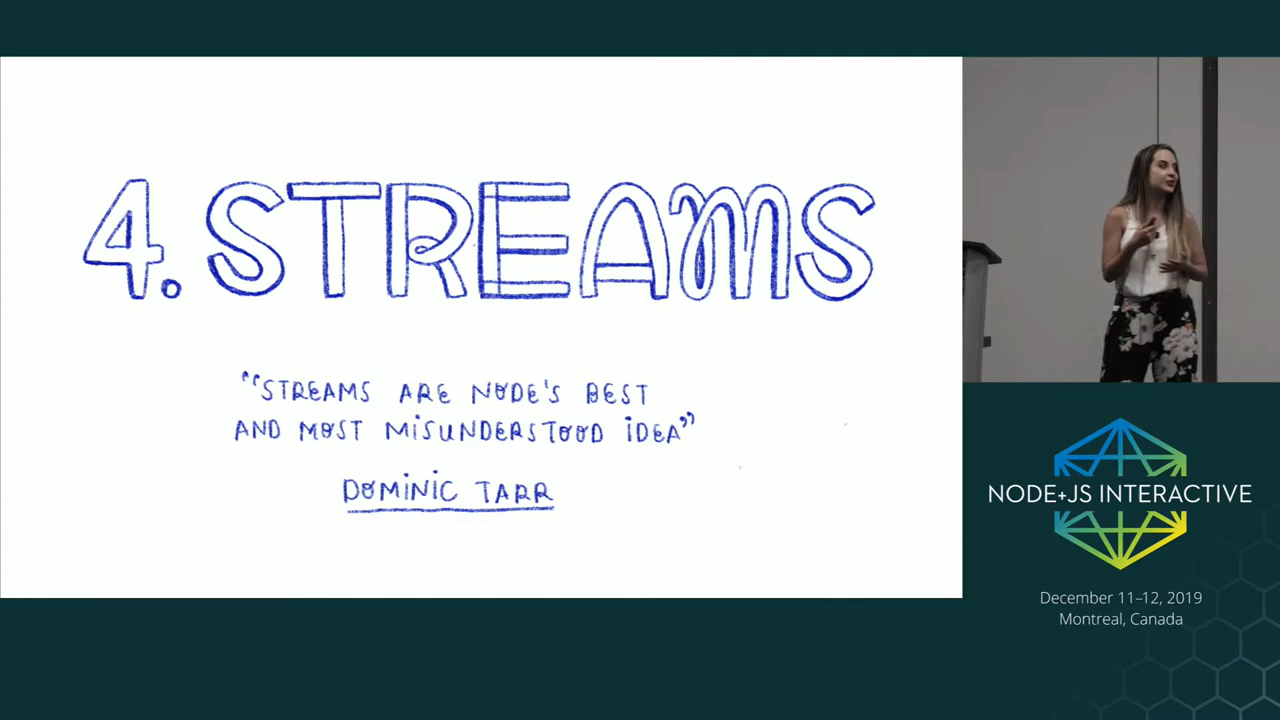 4. STREAMS
"STREAMS ARE NODE'S BEST
AND MOST MISUNDERSTOOD IDEA"
DOMINIC TARR
NODE+JS INTERACTIVE
December 11–12, 2019
Montreal, Canada